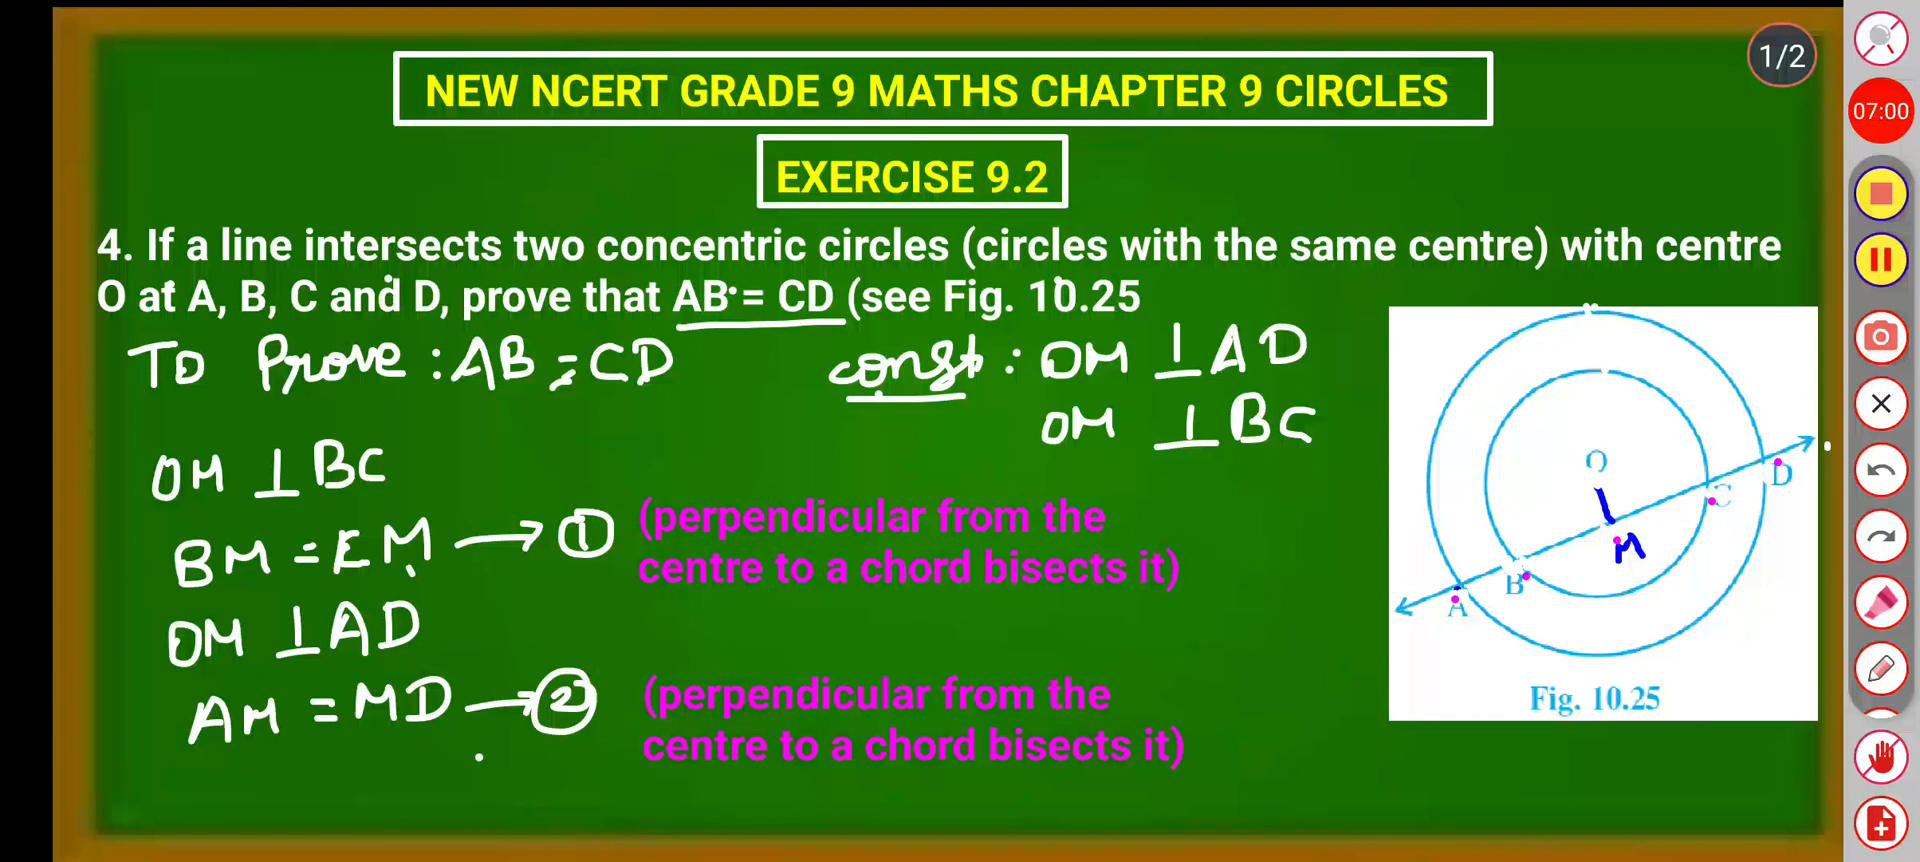 1/2
NEW NCERT GRADE 9 MATHS CHAPTER 9 CIRCLES
07:00
EXERCISE 9.2
4. If a line intersects two concentric circles (circles with the same centre) with centre
O at A, B, C and D, prove that AB = CD (see Fig. 10.25
TO Prove : AB = CD
const : OM ⊥ AD
OM ⊥ BC
OM ⊥ BC
BM = CM → ①
(perpendicular from the
centre to a chord bisects it)
OM ⊥ AD
AM = MD → ②
(perpendicular from the
centre to a chord bisects it)
O
D
C
M
B
A
Fig. 10.25